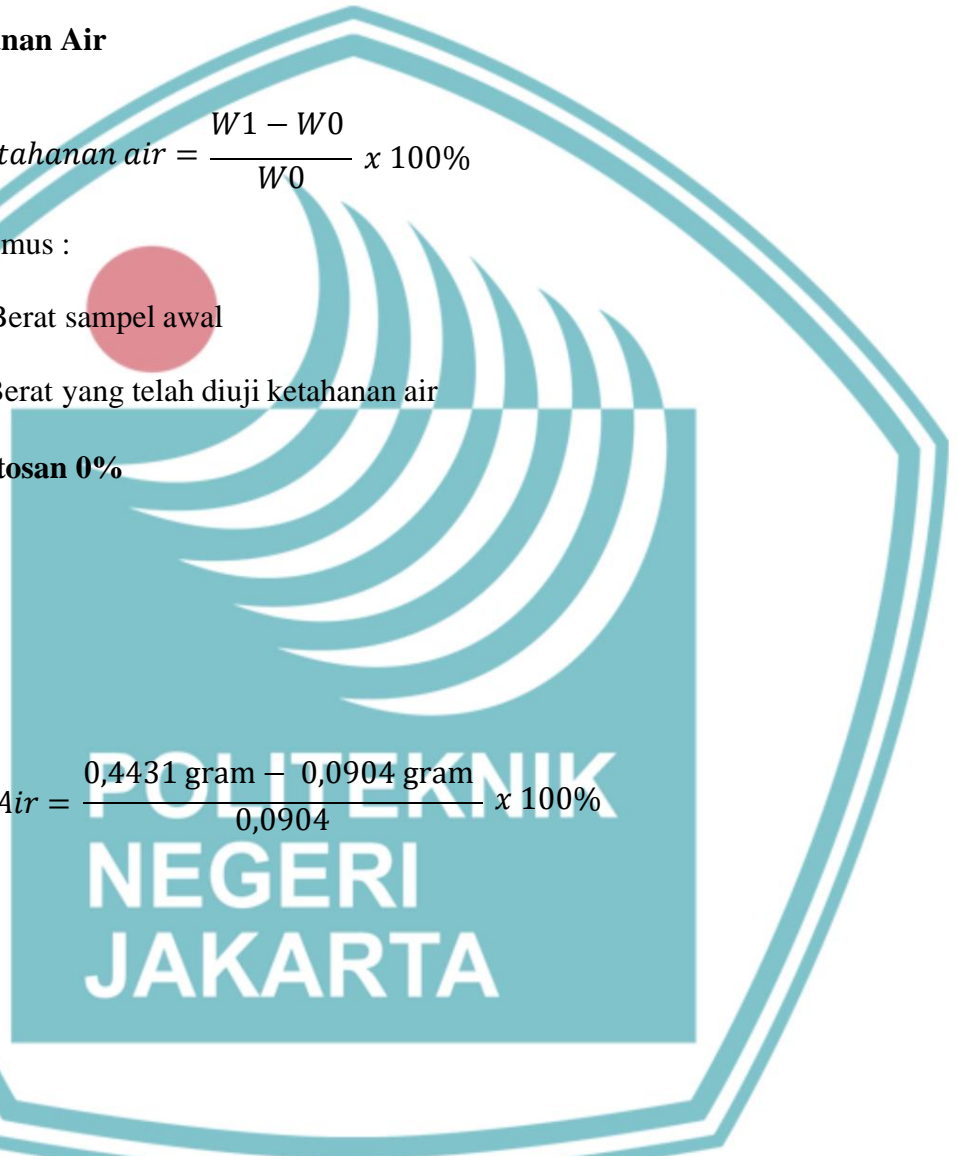 anan Air
tahanan air = W1 − W0 / W0 x 100%
mus :
Berat sampel awal
Berat yang telah diuji ketahanan air
tosan 0%
Air = 0,4431 gram − 0,0904 gram / 0,0904 x 100%
POLITEKNIK
NEGERI
JAKARTA